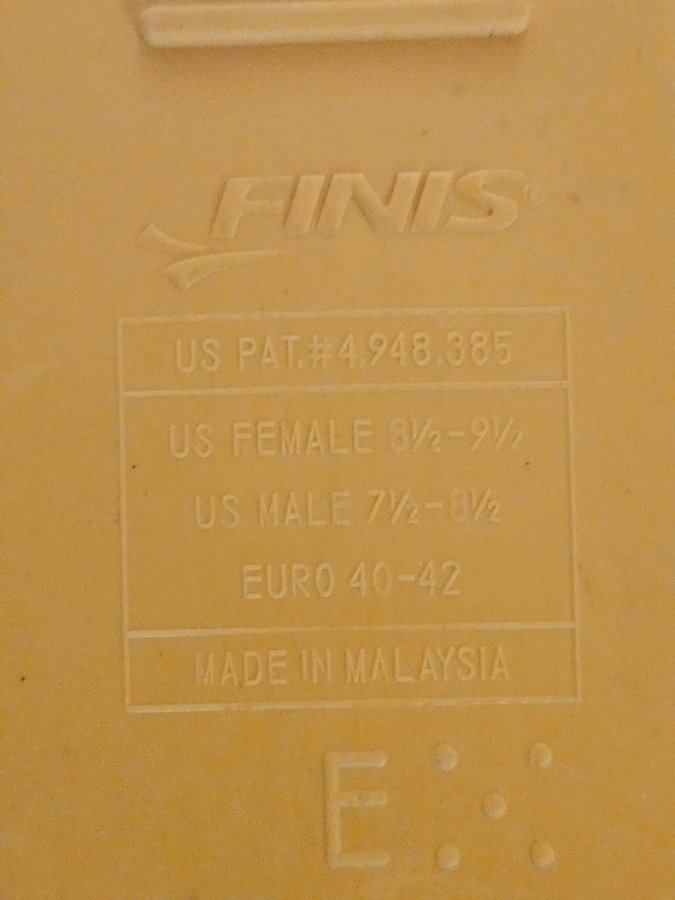 FINIS®
US PAT.#4,948,385
US FEMALE 8½-9½
US MALE 7½-8½
EURO 40-42
MADE IN MALAYSIA
E